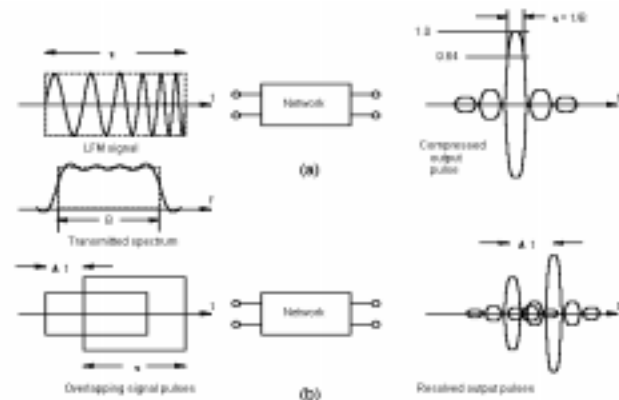 1.0
0.64
t
Network
LFM signal
Compressed
output
pulse
(a)
f
B
Transmitted spectrum
Δ t
Δ t
t
Network
Overlapping signal pulses
(b)
Resolved output pulses